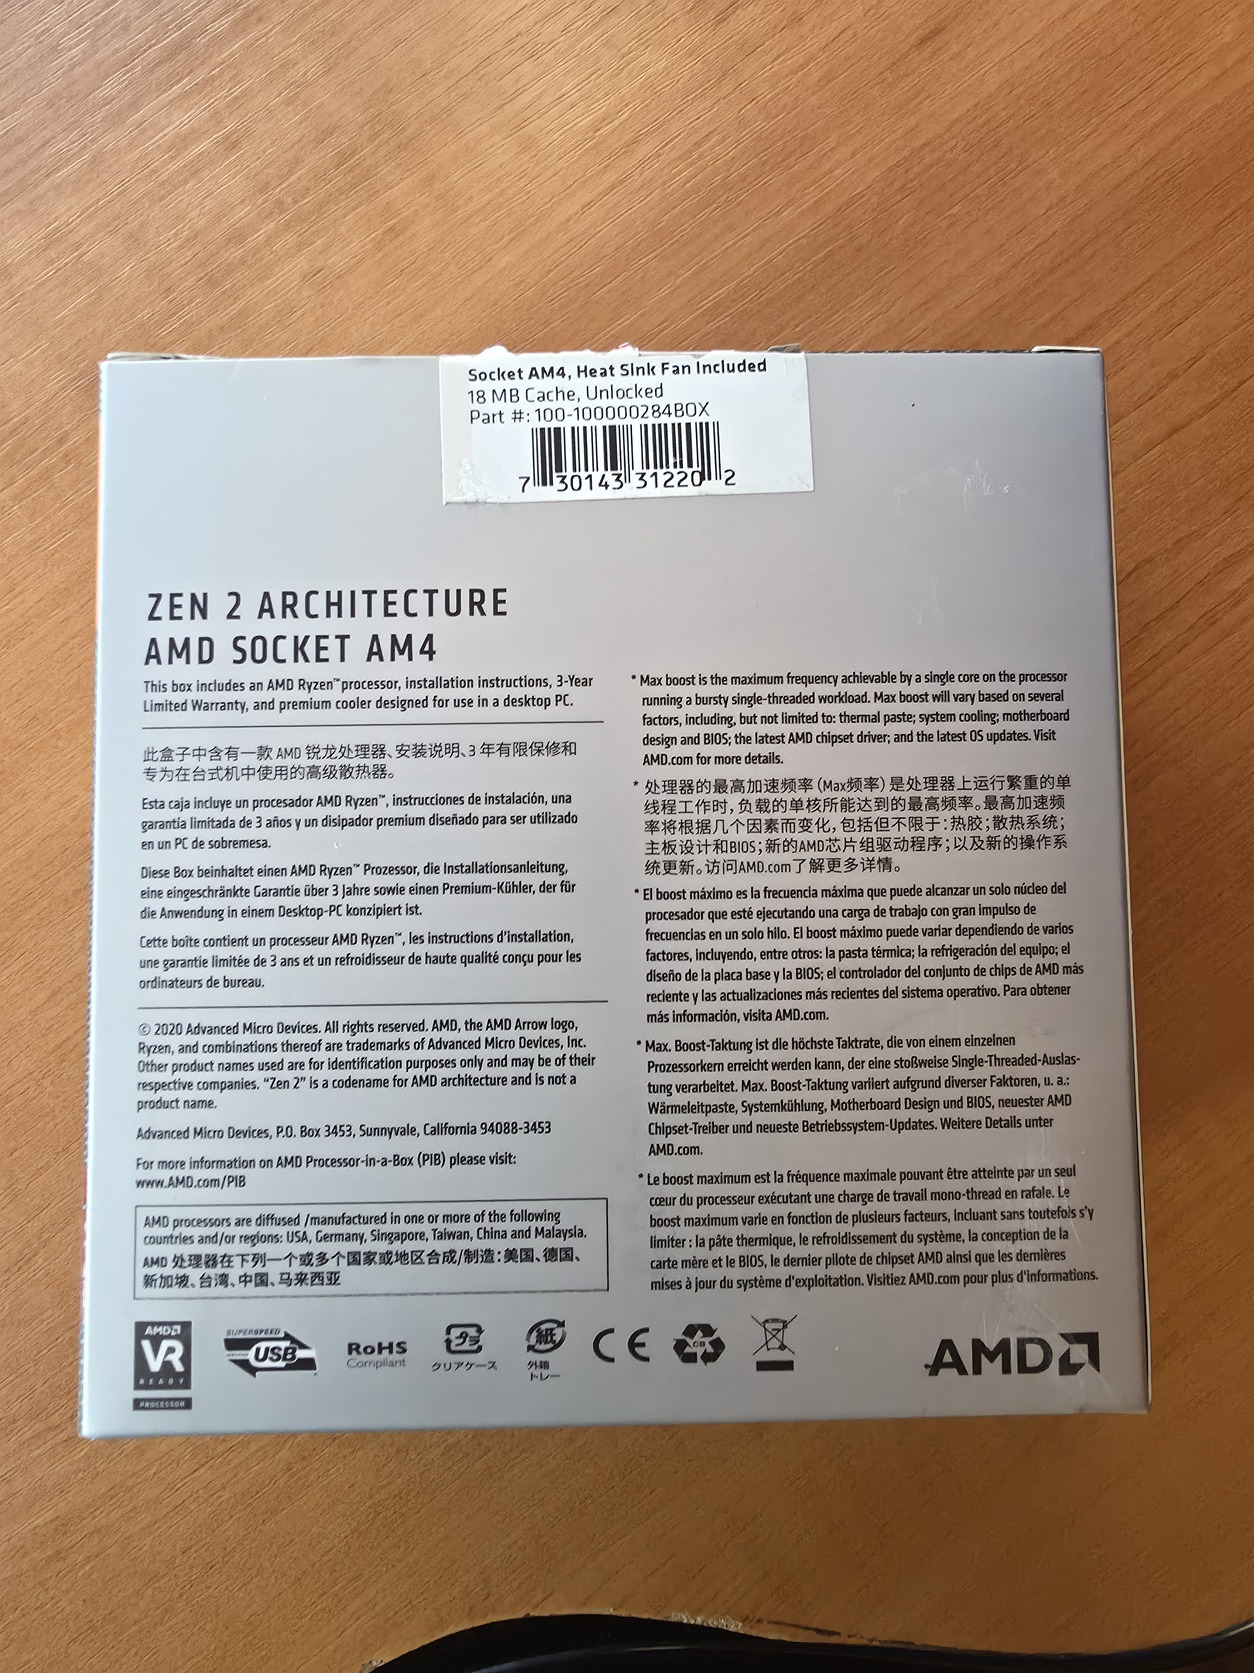 Socket AM4, Heat Sink Fan Included
18 MB Cache, Unlocked
Part #: 100-100000284BOX
7 30143 31220 2
ZEN 2 ARCHITECTURE
AMD SOCKET AM4
This box includes an AMD Ryzen™processor, installation instructions, 3-Year
Limited Warranty, and premium cooler designed for use in a desktop PC.
此盒子中含有一款 AMD 锐龙处理器、安装说明、3 年有限保修和
专为在台式机中使用的高级散热器。
Esta caja incluye un procesador AMD Ryzen™, instrucciones de instalación, una
garantía limitada de 3 años y un disipador premium diseñado para ser utilizado
en un PC de sobremesa.
Diese Box beinhaltet einen AMD Ryzen™ Prozessor, die Installationsanleitung,
eine eingeschränkte Garantie über 3 Jahre sowie einen Premium-Kühler, der für
die Anwendung in einem Desktop-PC konzipiert ist.
Cette boîte contient un processeur AMD Ryzen™, les instructions d'installation,
une garantie limitée de 3 ans et un refroidisseur de haute qualité conçu pour les
ordinateurs de bureau.
© 2020 Advanced Micro Devices. All rights reserved. AMD, the AMD Arrow logo,
Ryzen, and combinations thereof are trademarks of Advanced Micro Devices, Inc.
Other product names used are for identification purposes only and may be of their
respective companies. “Zen 2” is a codename for AMD architecture and is not a
product name.
Advanced Micro Devices, P.O. Box 3453, Sunnyvale, California 94088-3453
For more information on AMD Processor-in-a-Box (PIB) please visit:
www.AMD.com/PIB
AMD processors are diffused /manufactured in one or more of the following
countries and/or regions: USA, Germany, Singapore, Taiwan, China and Malaysia.
AMD 处理器在下列一个或多个国家或地区合成/制造：美国、德国、
新加坡、台湾、中国、马来西亚
* Max boost is the maximum frequency achievable by a single core on the processor
running a bursty single-threaded workload. Max boost will vary based on several
factors, including, but not limited to: thermal paste; system cooling; motherboard
design and BIOS; the latest AMD chipset driver; and the latest OS updates. Visit
AMD.com for more details.
* 处理器的最高加速频率（Max频率）是处理器上运行繁重的单
线程工作时，负载的单核所能达到的最高频率。最高加速频
率将根据几个因素而变化，包括但不限于：热胶；散热系统；
主板设计和BIOS；新的AMD芯片组驱动程序；以及新的操作系
统更新。访问AMD.com了解更多详情。
* El boost máximo es la frecuencia máxima que puede alcanzar un solo núcleo del
procesador que esté ejecutando una carga de trabajo con gran impulso de
frecuencias en un solo hilo. El boost máximo puede variar dependiendo de varios
factores, incluyendo, entre otros: la pasta térmica; la refrigeración del equipo; el
diseño de la placa base y la BIOS; el controlador del conjunto de chips de AMD más
reciente y las actualizaciones más recientes del sistema operativo. Para obtener
más información, visita AMD.com.
* Max. Boost-Taktung ist die höchste Taktrate, die von einem einzelnen
Prozessorkern erreicht werden kann, der eine stoßweise Single-Threaded-Auslas-
tung verarbeitet. Max. Boost-Taktung variiert aufgrund diverser Faktoren, u. a.:
Wärmeleitpaste, Systemkühlung, Motherboard Design und BIOS, neuester AMD
Chipset-Treiber und neueste Betriebssystem-Updates. Weitere Details unter
AMD.com.
* Le boost maximum est la fréquence maximale pouvant être atteinte par un seul
cœur du processeur exécutant une charge de travail mono-thread en rafale. Le
boost maximum varie en fonction de plusieurs facteurs, incluant sans toutefois s'y
limiter : la pâte thermique, le refroidissement du système, la conception de la
carte mère et le BIOS, le dernier pilote de chipset AMD ainsi que les dernières
mises à jour du système d'exploitation. Visitiez AMD.com pour plus d'informations.
AMD
VR
READY
PROCESSOR
SUPERSPEED
USB
RoHS
Compliant
クリアケース
紙
外箱
トレー
CE
AMD